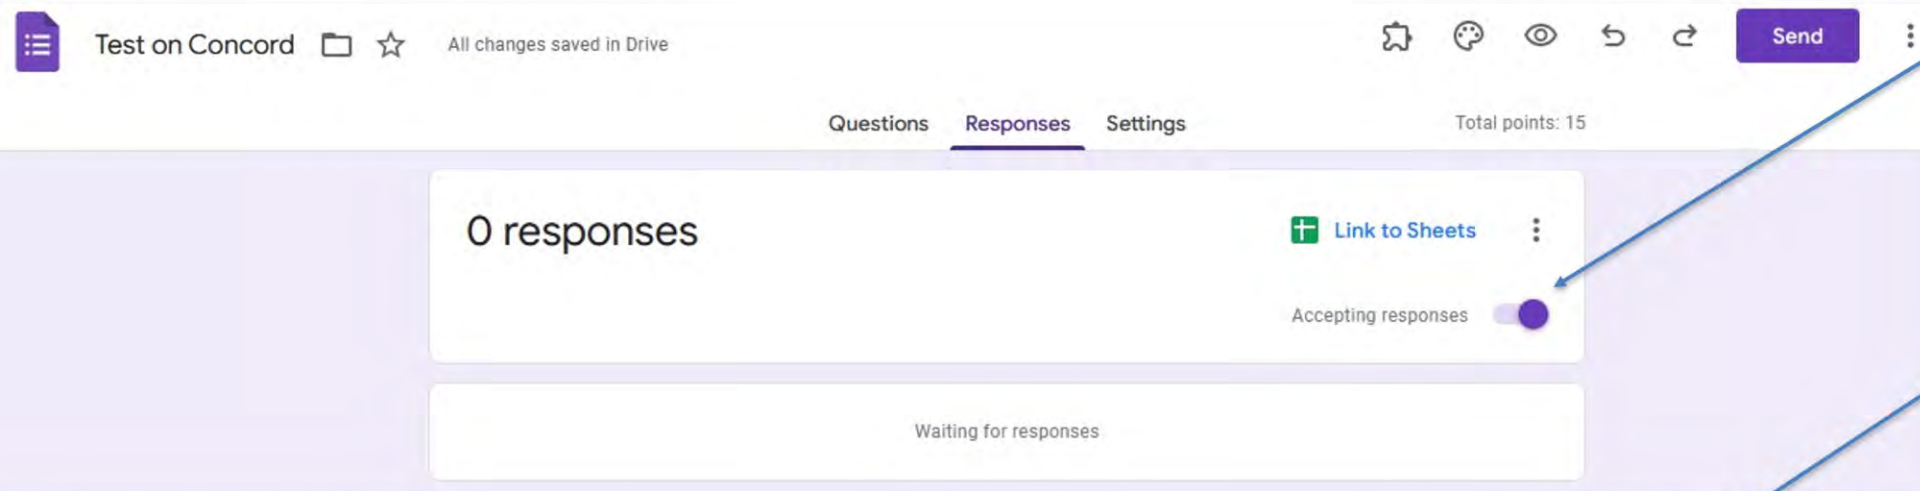 Test on Concord
All changes saved in Drive
Send
Questions
Responses
Settings
Total points: 15
0 responses
Link to Sheets
Accepting responses
Waiting for responses